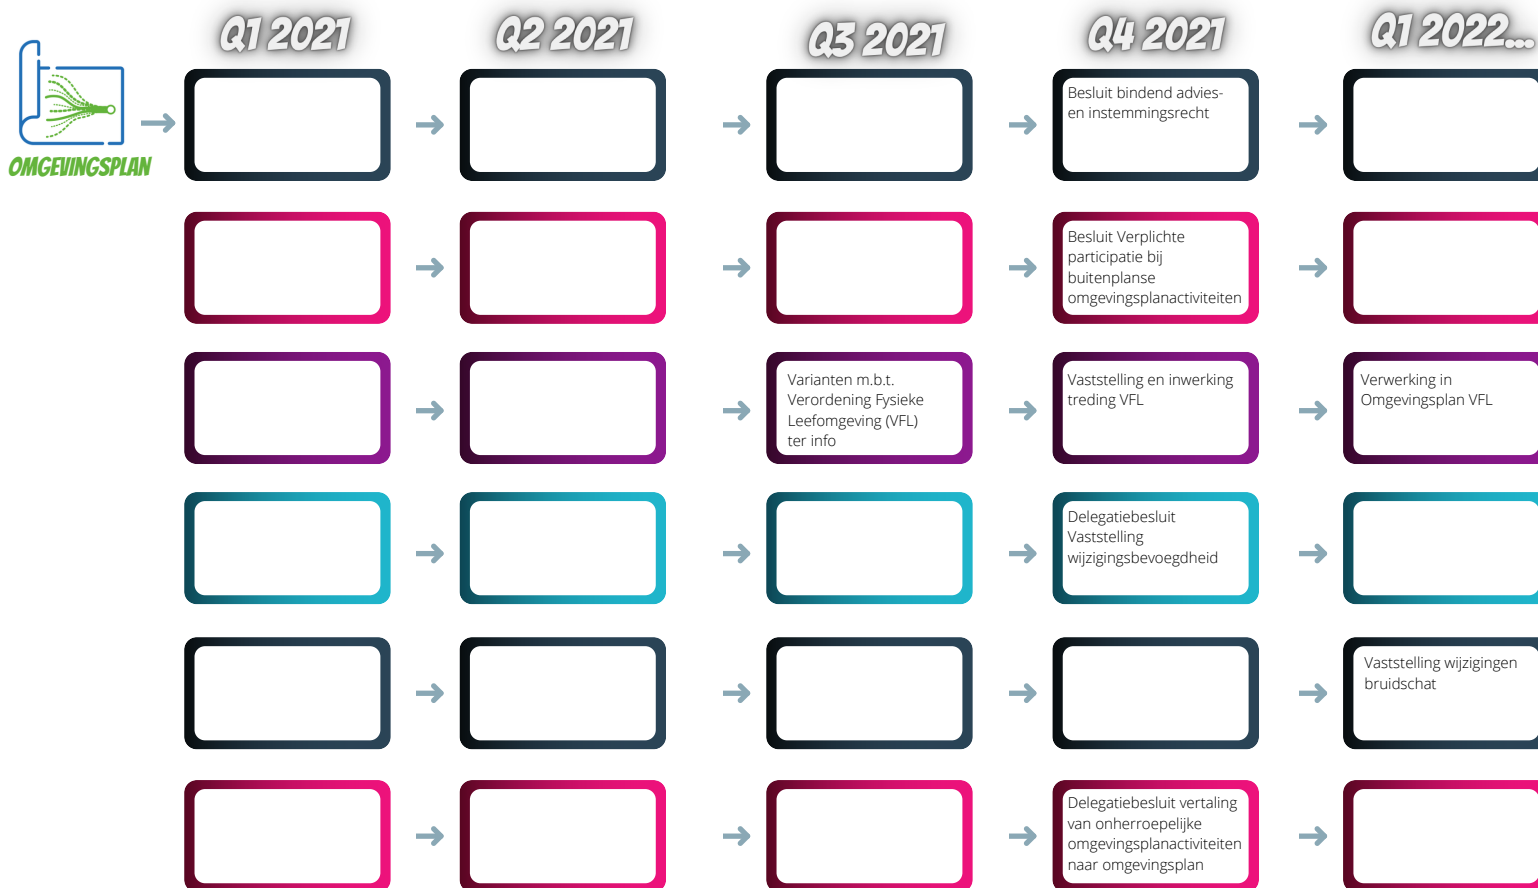 Q1 2021
Q2 2021
Q3 2021
Q4 2021
Q1 2022...
OMGEVINGSPLAN
Besluit bindend advies-
en instemmingsrecht
Besluit Verplichte
participatie bij
buitenplanse
omgevingsplanactiviteiten
Varianten m.b.t.
Verordening Fysieke
Leefomgeving (VFL)
ter info
Vaststelling en inwerking
treding VFL
Verwerking in
Omgevingsplan VFL
Delegatiebesluit
Vaststelling
wijzigingsbevoegdheid
Vaststelling wijzigingen
bruidschat
Delegatiebesluit vertaling
van onherroepelijke
omgevingsplanactiviteiten
naar omgevingsplan